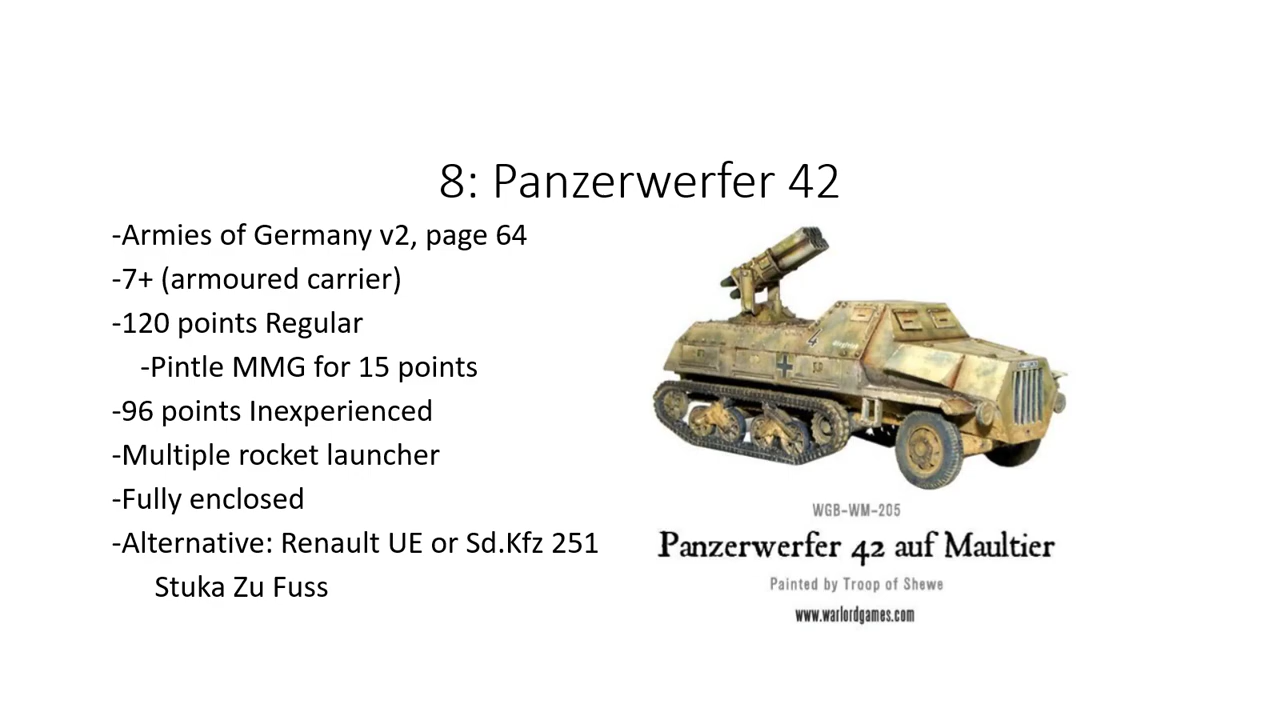 8: Panzerwerfer 42
-Armies of Germany v2, page 64
-7+ (armoured carrier)
-120 points Regular
-Pintle MMG for 15 points
-96 points Inexperienced
-Multiple rocket launcher
-Fully enclosed
-Alternative: Renault UE or Sd.Kfz 251
Stuka Zu Fuss
4
WGB-WM-205
Panzerwerfer 42 auf Maultier
Painted by Troop of Shewe
www.warlordgames.com